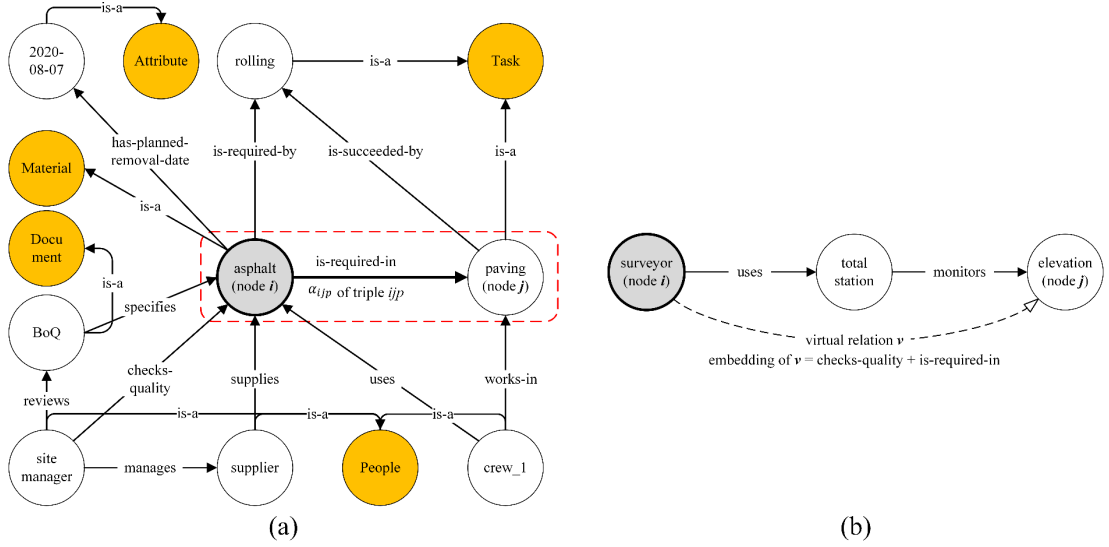 is-a
2020-
08-07
Attribute
rolling
is-a
Task
has-planned-
removal-date
is-required-by
is-succeeded-by
is-a
Material
is-a
Docu
ment
is-a
asphalt
(node i)
is-required-in
α_ijp of triple ijp
paving
(node j)
specifies
BoQ
checks-
quality
supplies
uses
works-in
reviews
is-a
is-a
is-a
site
manager
manages
supplier
People
crew_1
(a)
surveyor
(node i)
uses
total
station
monitors
elevation
(node j)
virtual relation v
embedding of v = checks-quality + is-required-in
(b)